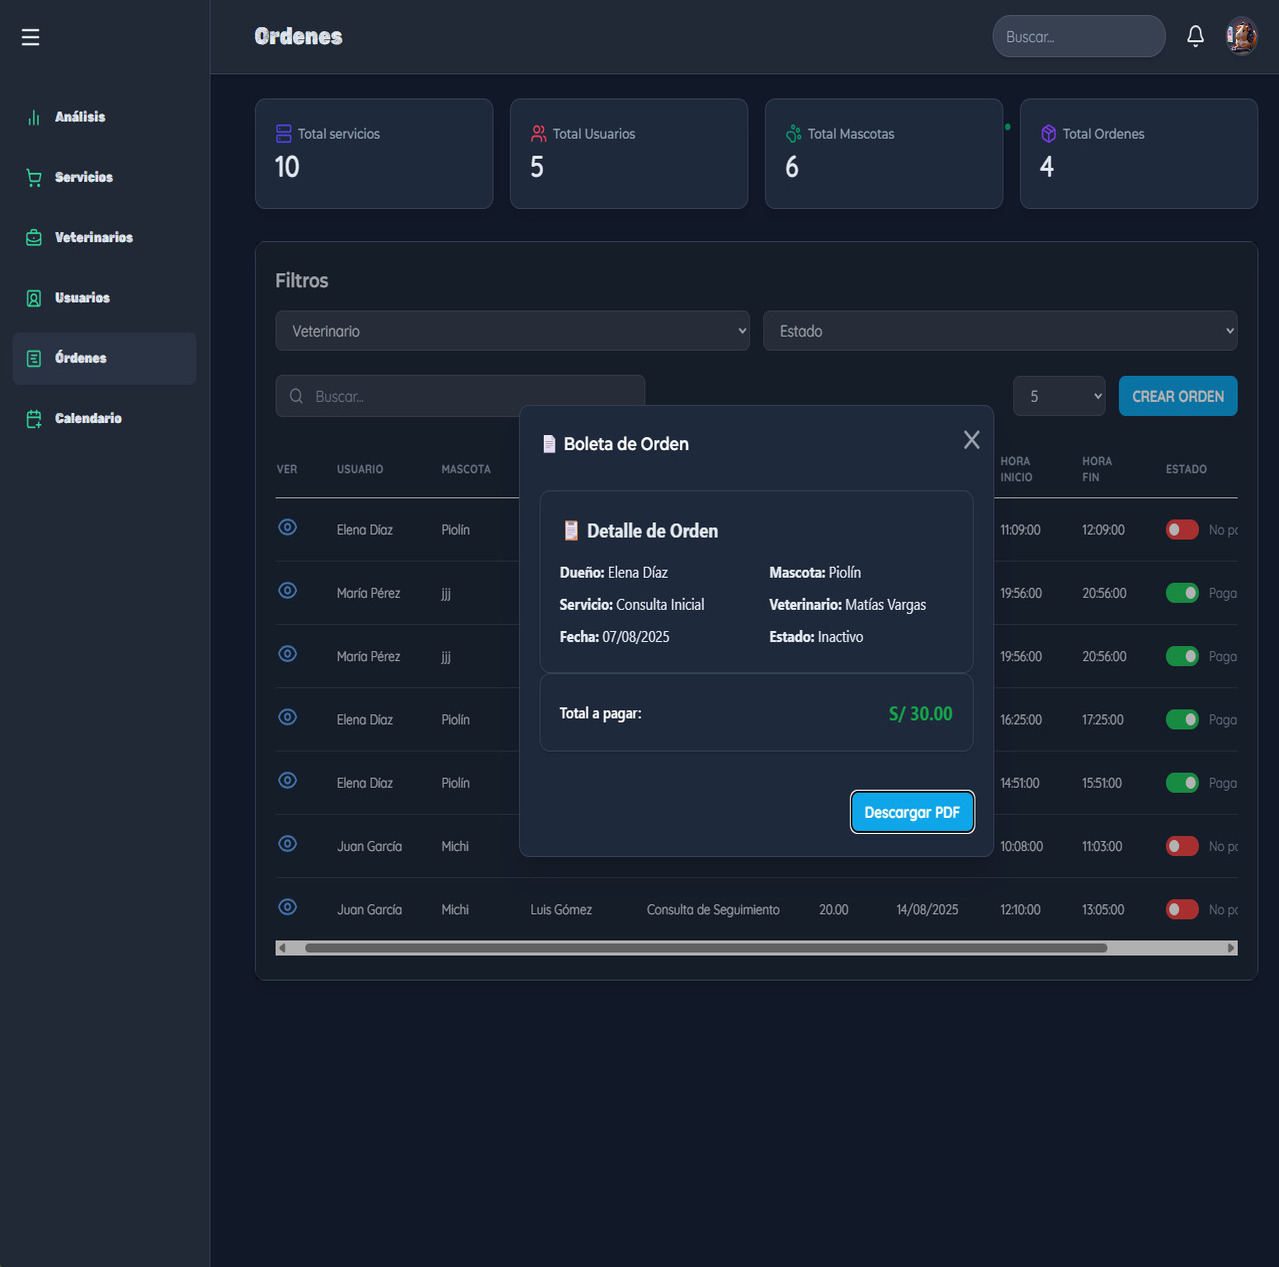 Ordenes
Buscar...
Análisis
Servicios
Veterinarios
Usuarios
Órdenes
Calendario
Total servicios
10
Total Usuarios
5
Total Mascotas
6
Total Ordenes
4
Filtros
Veterinario
Estado
Buscar...
5
CREAR ORDEN
VER USUARIO MASCOTA HORA INICIO HORA FIN ESTADO
Elena Díaz Piolín 11:09:00 12:09:00 No
María Pérez jjj 19:56:00 20:56:00 Paga
María Pérez jjj 19:56:00 20:56:00 Paga
Elena Díaz Piolín 16:25:00 17:25:00 Paga
Elena Díaz Piolín 14:51:00 15:51:00 Paga
Juan García Michi 10:08:00 11:03:00 No
Juan García Michi Luis Gómez Consulta de Seguimiento 20.00 14/08/2025 12:10:00 13:05:00 No
Boleta de Orden
X
Detalle de Orden
Dueño: Elena Díaz Mascota: Piolín
Servicio: Consulta Inicial Veterinario: Matías Vargas
Fecha: 07/08/2025 Estado: Inactivo
Total a pagar: S/ 30.00
Descargar PDF